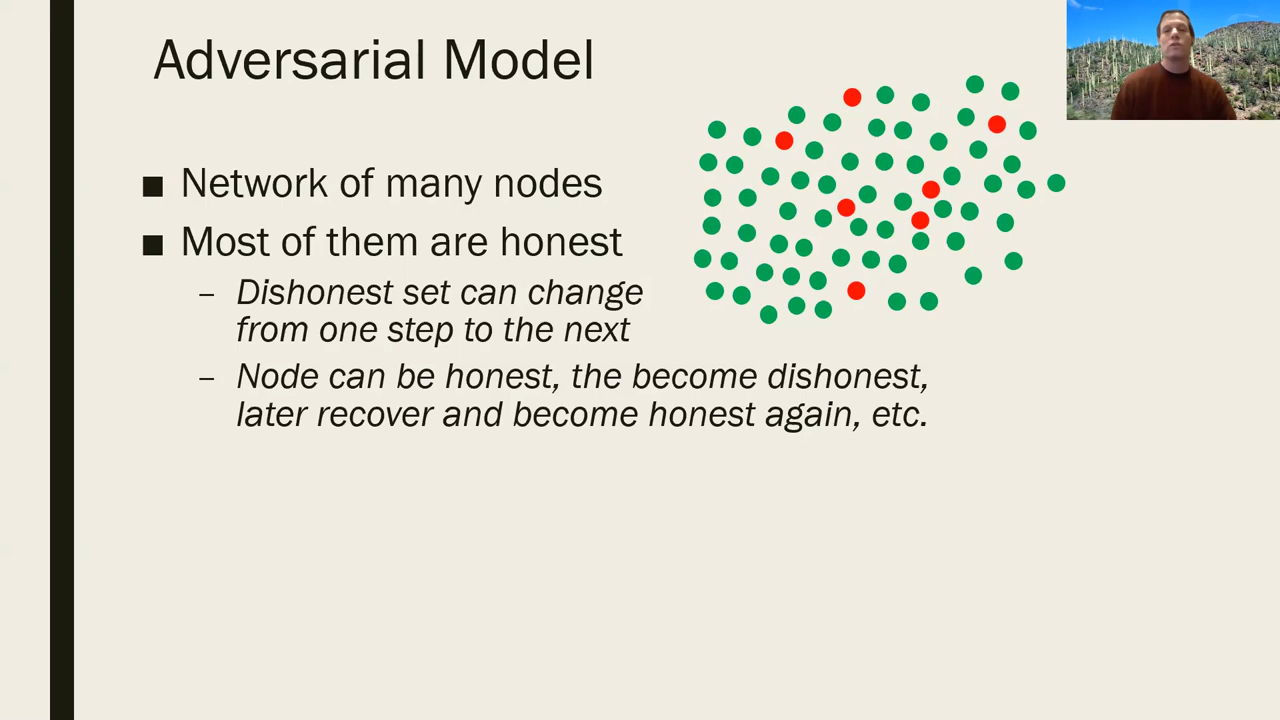 Adversarial Model
■ Network of many nodes
■ Most of them are honest
– Dishonest set can change
from one step to the next
– Node can be honest, the become dishonest,
later recover and become honest again, etc.